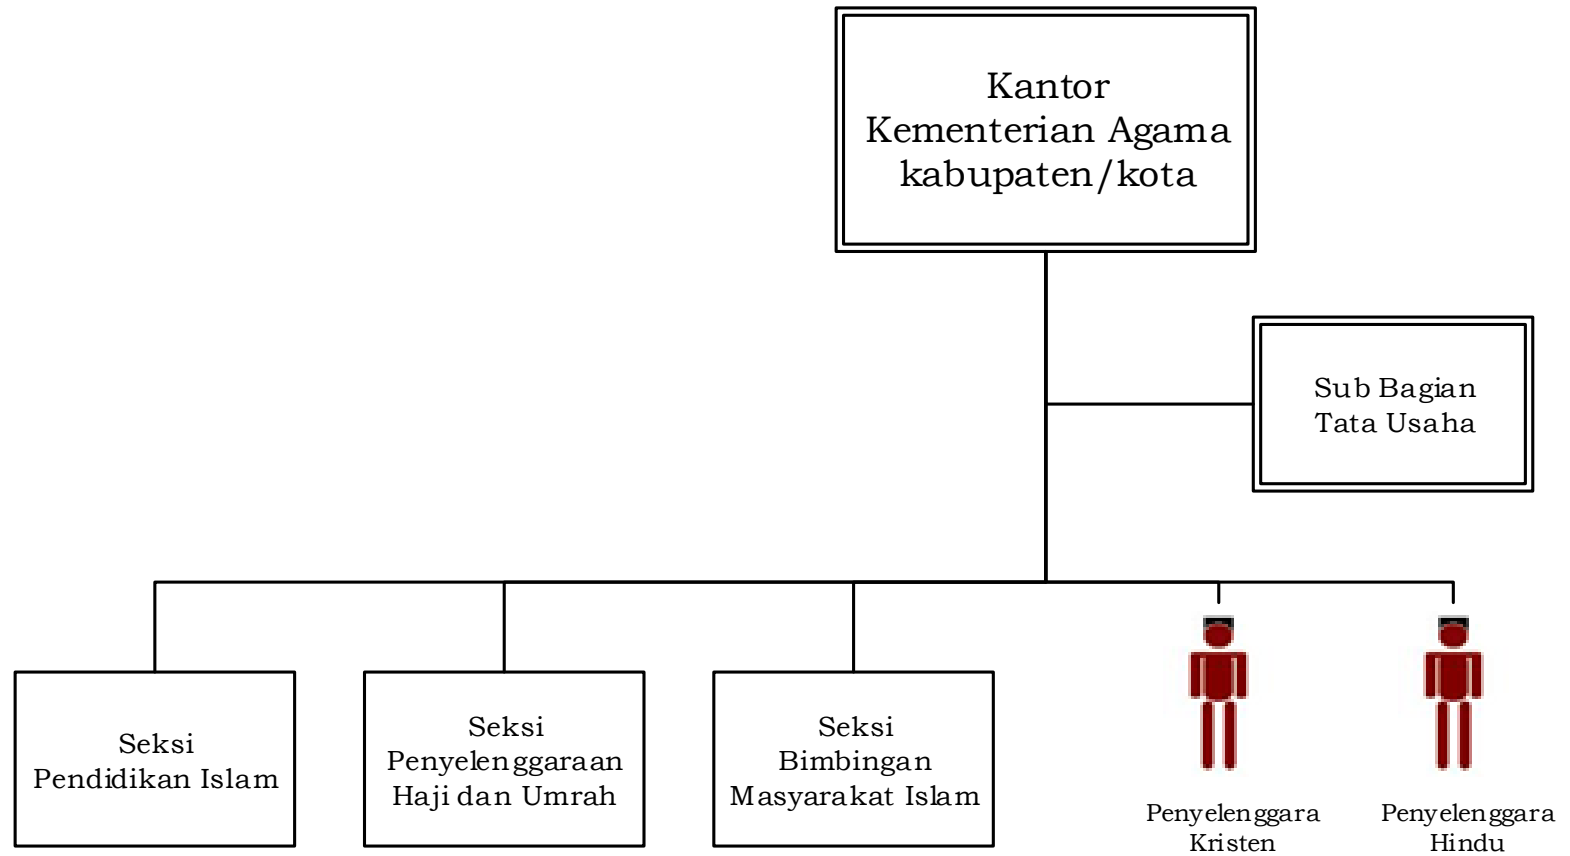 Kantor
Kementerian Agama
kabupaten/kota
Sub Bagian
Tata Usaha
Seksi
Pendidikan Islam
Seksi
Penyelenggaraan
Haji dan Umrah
Seksi
Bimbingan
Masyarakat Islam
Penyelenggara
Kristen
Penyelenggara
Hindu